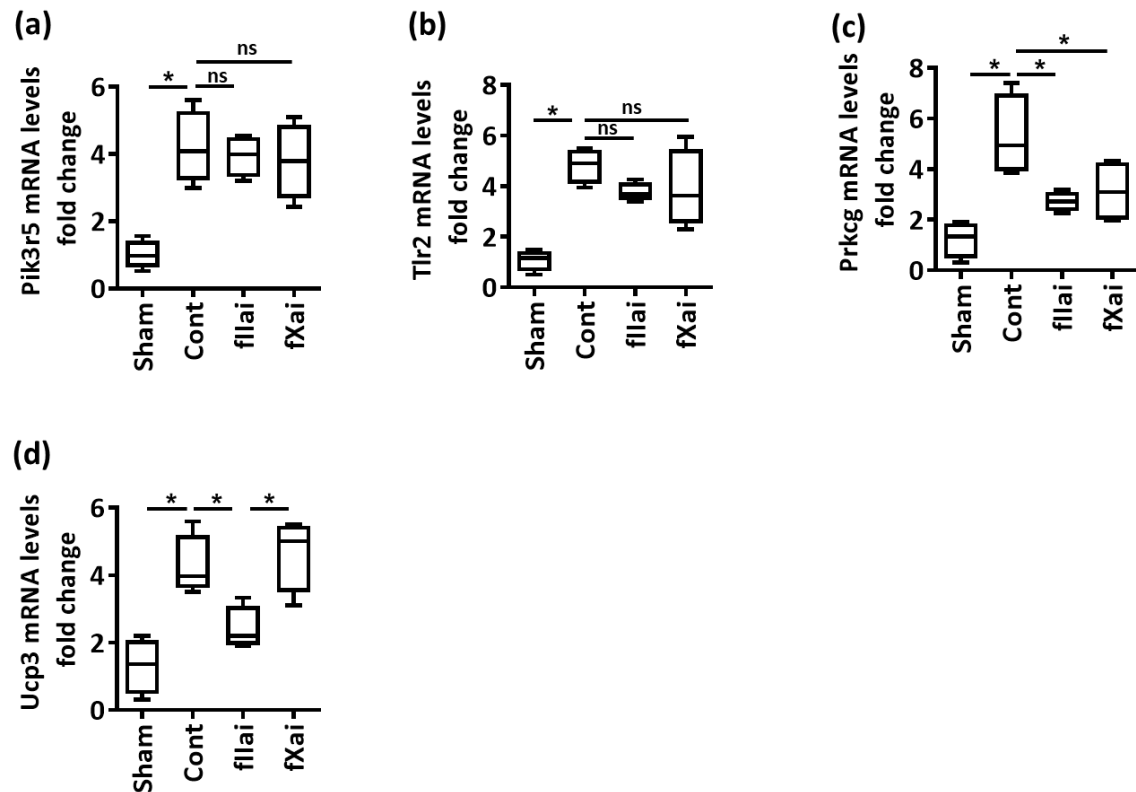 (a)
Pik3r5 mRNA levels
fold change
6
4
2
0
*
ns
ns
Sham
Cont
fIIai
fXai
(b)
Tlr2 mRNA levels
fold change
8
6
4
2
0
*
ns
ns
Sham
Cont
fIIai
fXai
(c)
Prkcg mRNA levels
fold change
8
6
4
2
0
*
*
*
Sham
Cont
fIIai
fXai
(d)
Ucp3 mRNA levels
fold change
6
4
2
0
*
*
*
Sham
Cont
fIIai
fXai